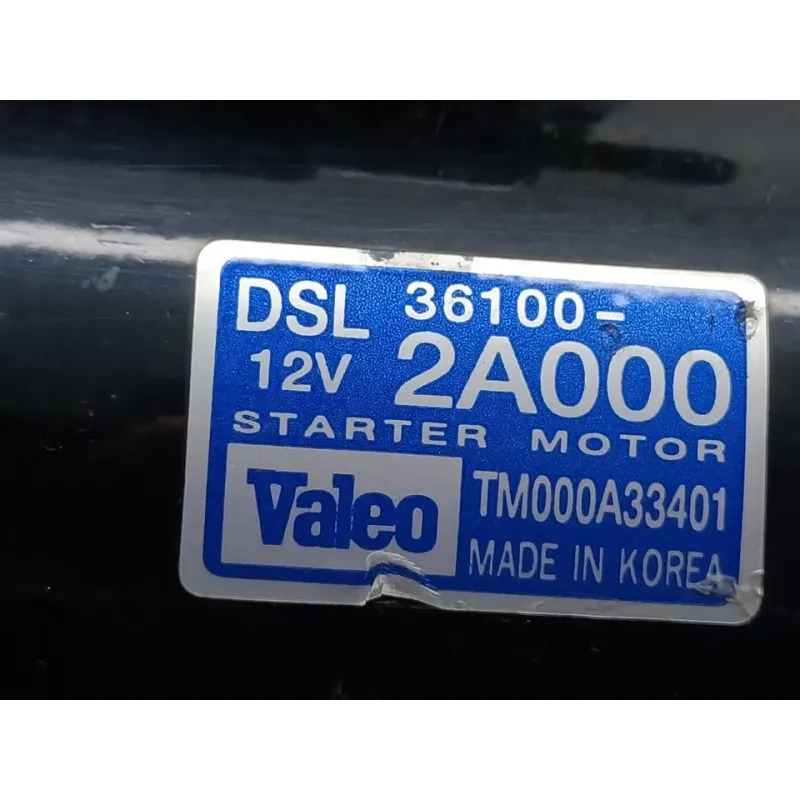 DSL 36100-
12V 2A000
STARTER MOTOR
Valeo TM000A33401
MADE IN KOREA